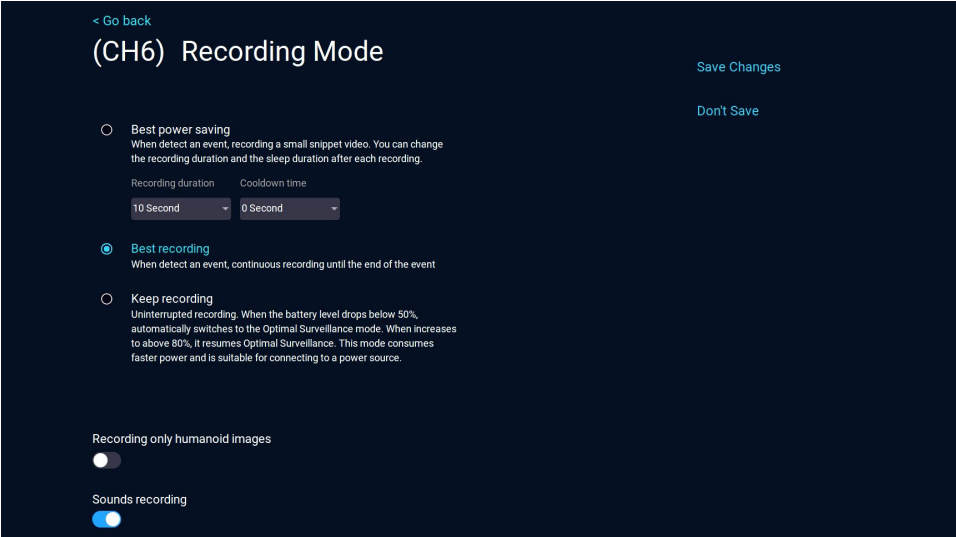 < Go back
(CH6) Recording Mode
Save Changes
Don't Save
Best power saving
When detect an event, recording a small snippet video. You can change
the recording duration and the sleep duration after each recording.
Recording duration Cooldown time
10 Second 0 Second
Best recording
When detect an event, continuous recording until the end of the event
Keep recording
Uninterrupted recording. When the battery level drops below 50%,
automatically switches to the Optimal Surveillance mode. When increases
to above 80%, it resumes Optimal Surveillance. This mode consumes
faster power and is suitable for connecting to a power source.
Recording only humanoid images
Sounds recording